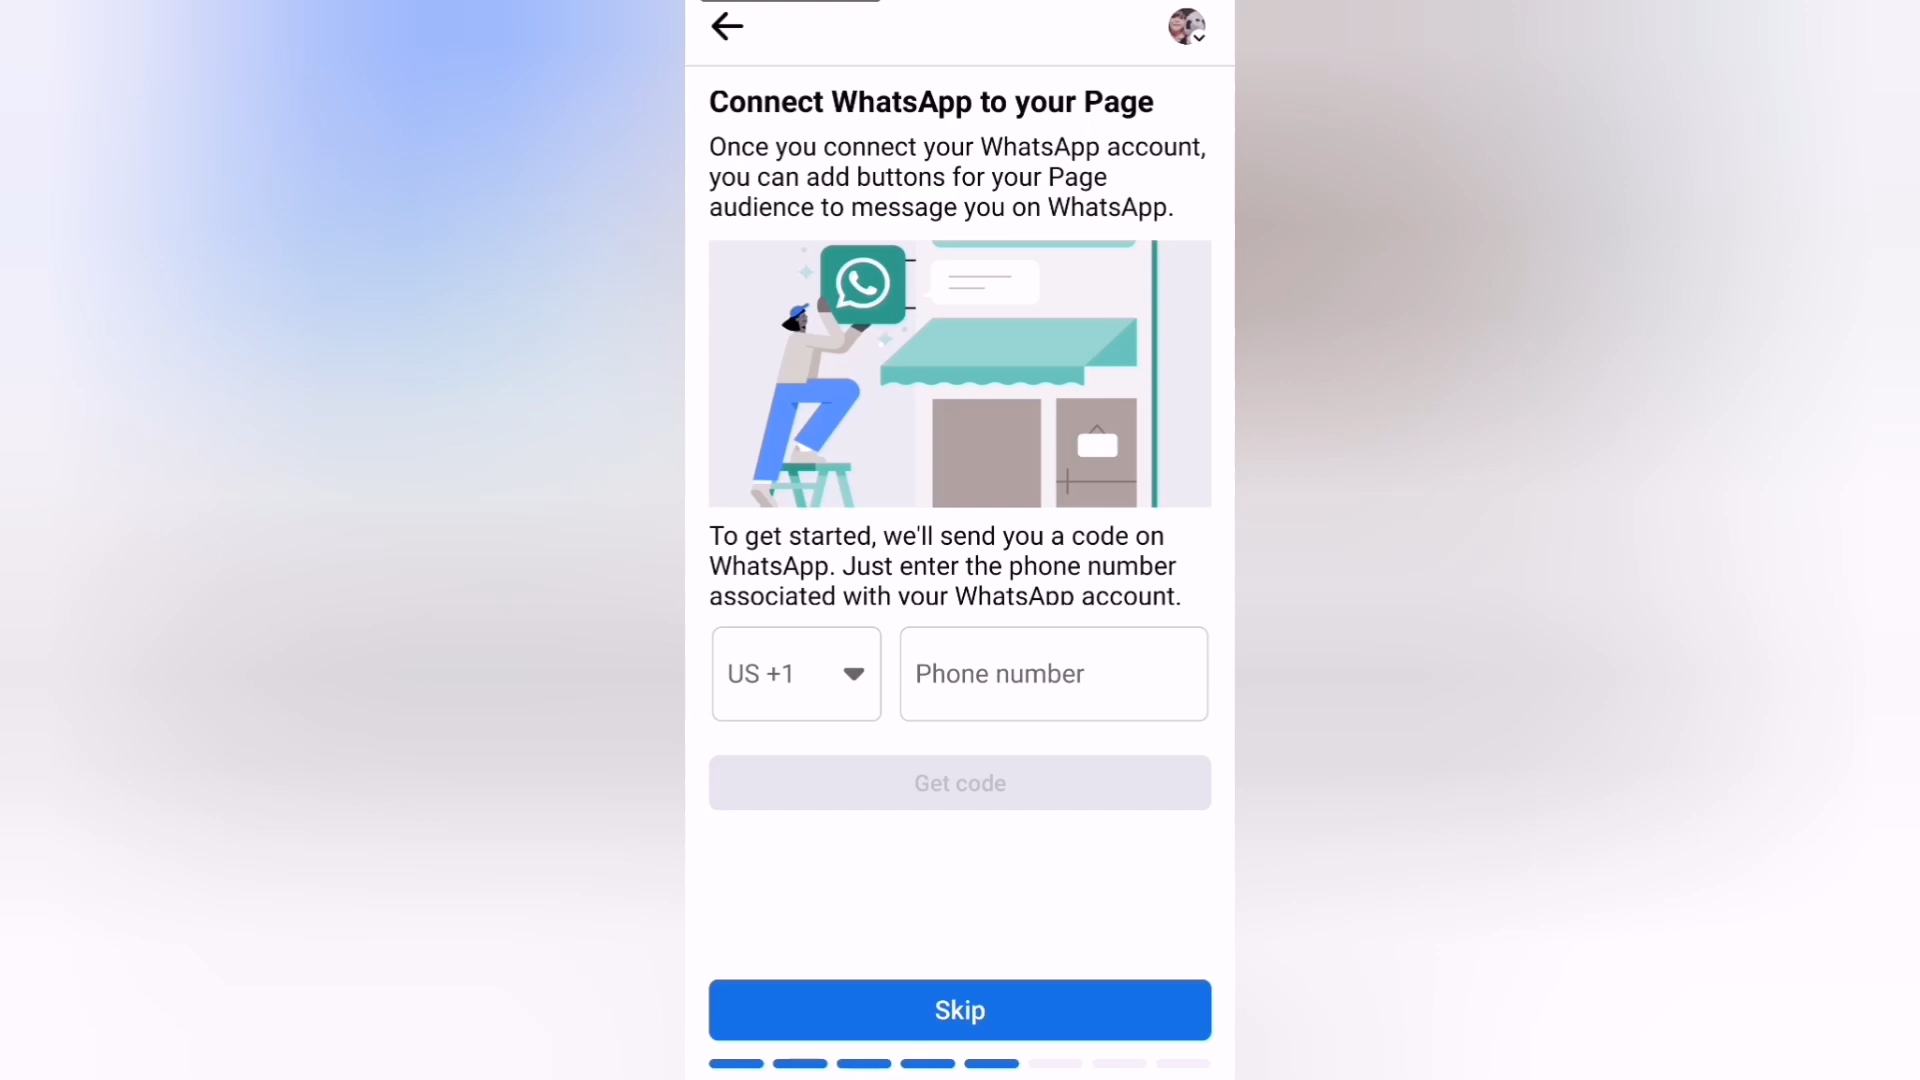 Connect WhatsApp to your Page
Once you connect your WhatsApp account,
you can add buttons for your Page
audience to message you on WhatsApp.
To get started, we'll send you a code on
WhatsApp. Just enter the phone number
associated with your WhatsApp account.
US +1
Phone number
Get code
Skip